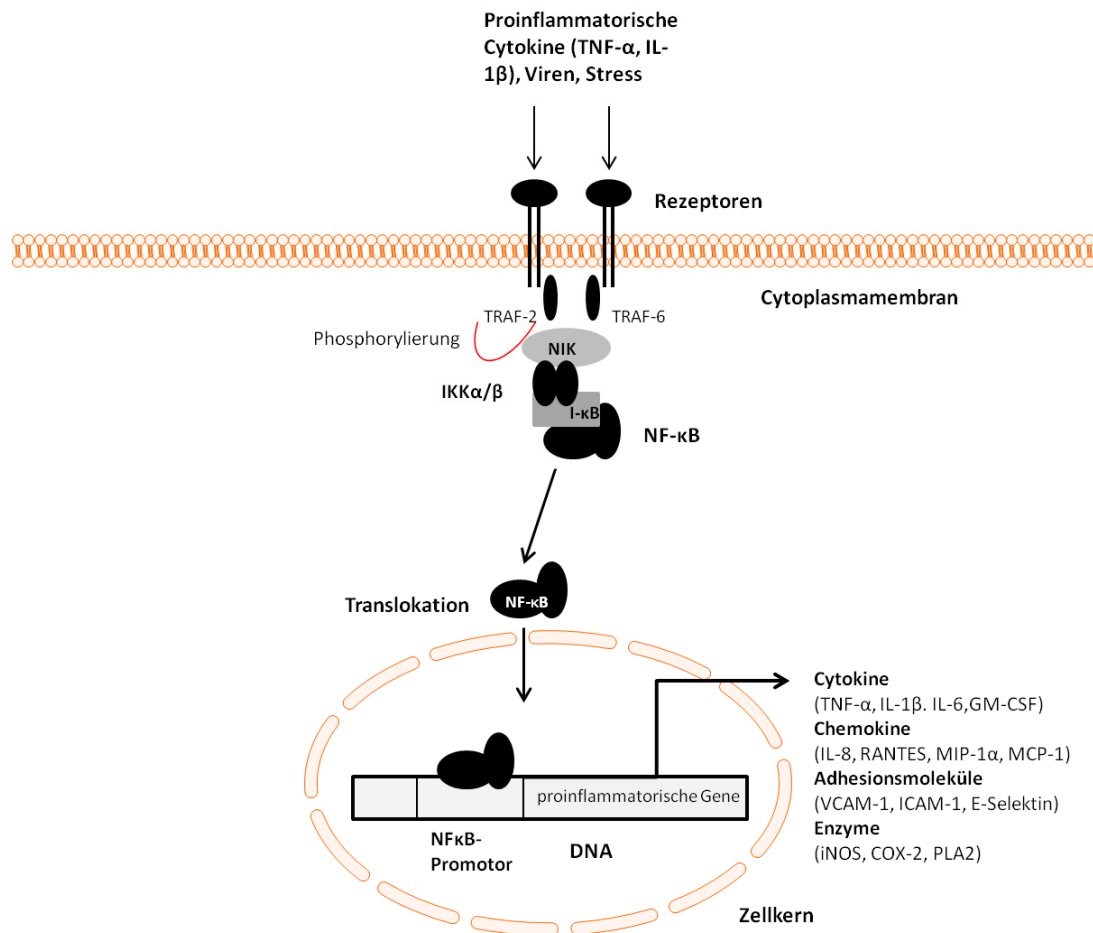 Proinflammatorische
Cytokine (TNF-α, IL-
1β), Viren, Stress
Rezeptoren
Cytoplasmamembran
TRAF-2
TRAF-6
Phosphorylierung
NIK
IKKα/β
I-κB
NF-κB
Translokation
NF-κB
Cytokine
(TNF-α, IL-1β. IL-6,GM-CSF)
Chemokine
(IL-8, RANTES, MIP-1α, MCP-1)
Adhesionsmoleküle
(VCAM-1, ICAM-1, E-Selektin)
Enzyme
(iNOS, COX-2, PLA2)
proinflammatorische Gene
NFκB-
Promotor
DNA
Zellkern